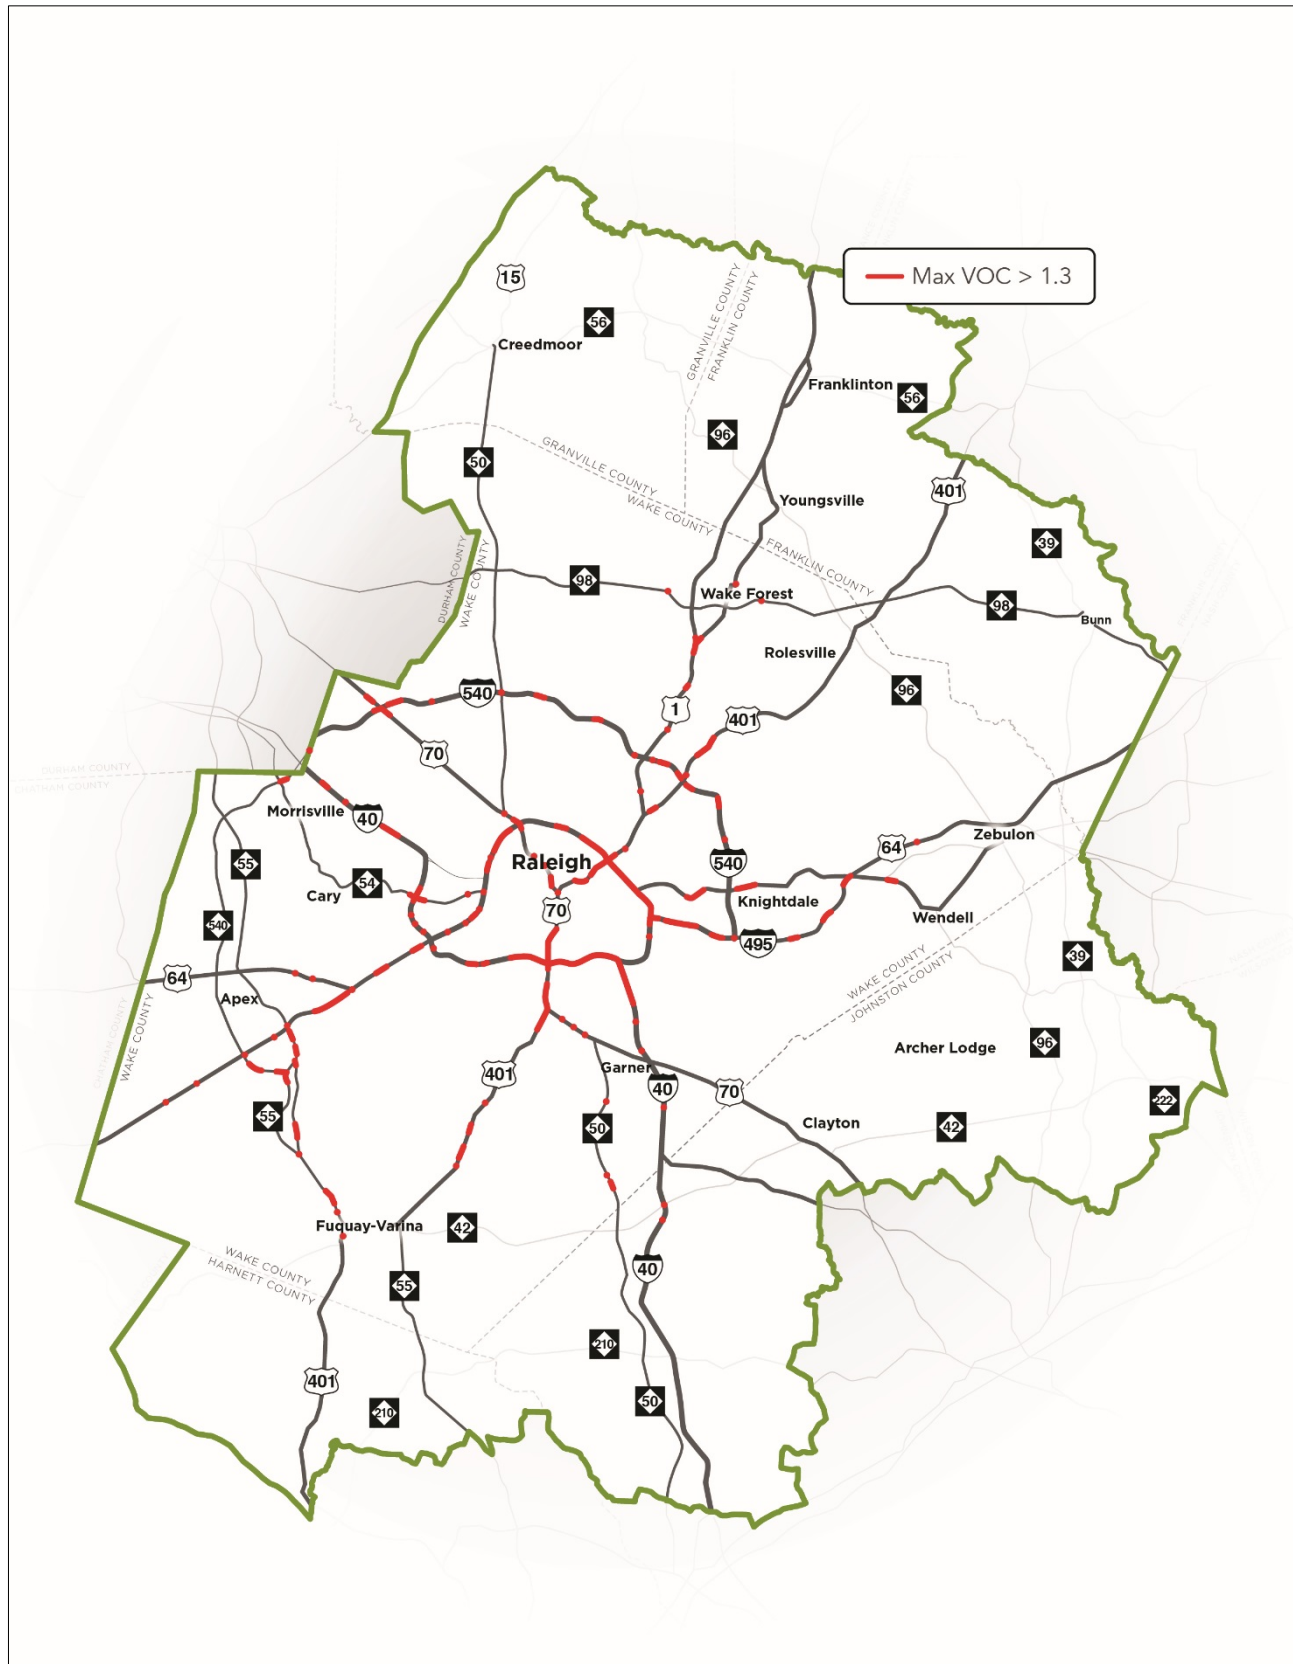 Max VOC > 1.3
15
56
Creedmoor
GRANVILLE COUNTY
FRANKLIN COUNTY
Franklinton
56
96
50
GRANVILLE COUNTY
WAKE COUNTY
401
Youngsville
39
FRANKLIN COUNTY
DURHAM COUNTY
WAKE COUNTY
98
Wake Forest
98
Bunn
Rolesville
96
540
1
401
70
DURHAM COUNTY
CHATHAM COUNTY
Morrisville
40
Zebulon
64
55
Raleigh
540
54
Cary
Knightdale
70
Wendell
540
495
39
64
WAKE COUNTY
JOHNSTON COUNTY
Apex
CHATHAM COUNTY
WAKE COUNTY
96
Archer Lodge
Garner
401
40
70
222
55
50
Clayton
42
Fuquay-Varina
42
WAKE COUNTY
HARNETT COUNTY
40
55
210
401
50
210